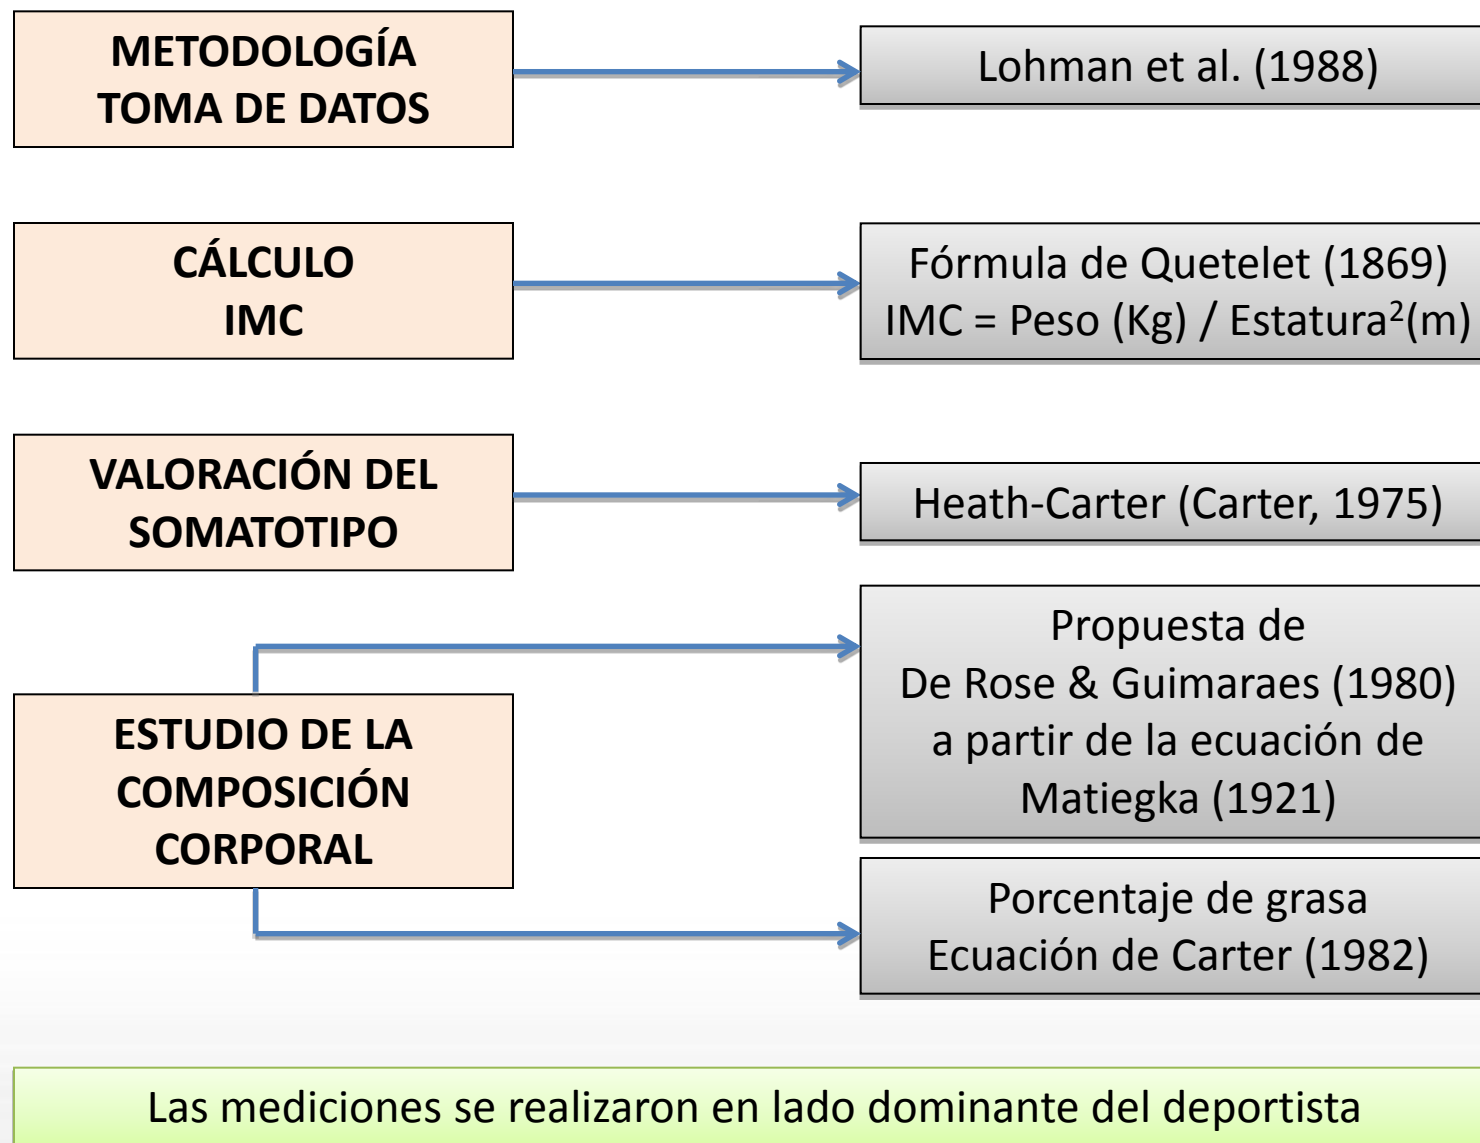 METODOLOGÍA
TOMA DE DATOS
Lohman et al. (1988)
CÁLCULO
IMC
Fórmula de Quetelet (1869)
IMC = Peso (Kg) / Estatura²(m)
VALORACIÓN DEL
SOMATOTIPO
Heath-Carter (Carter, 1975)
ESTUDIO DE LA
COMPOSICIÓN
CORPORAL
Propuesta de
De Rose & Guimaraes (1980)
a partir de la ecuación de
Matiegka (1921)
Porcentaje de grasa
Ecuación de Carter (1982)
Las mediciones se realizaron en lado dominante del deportista